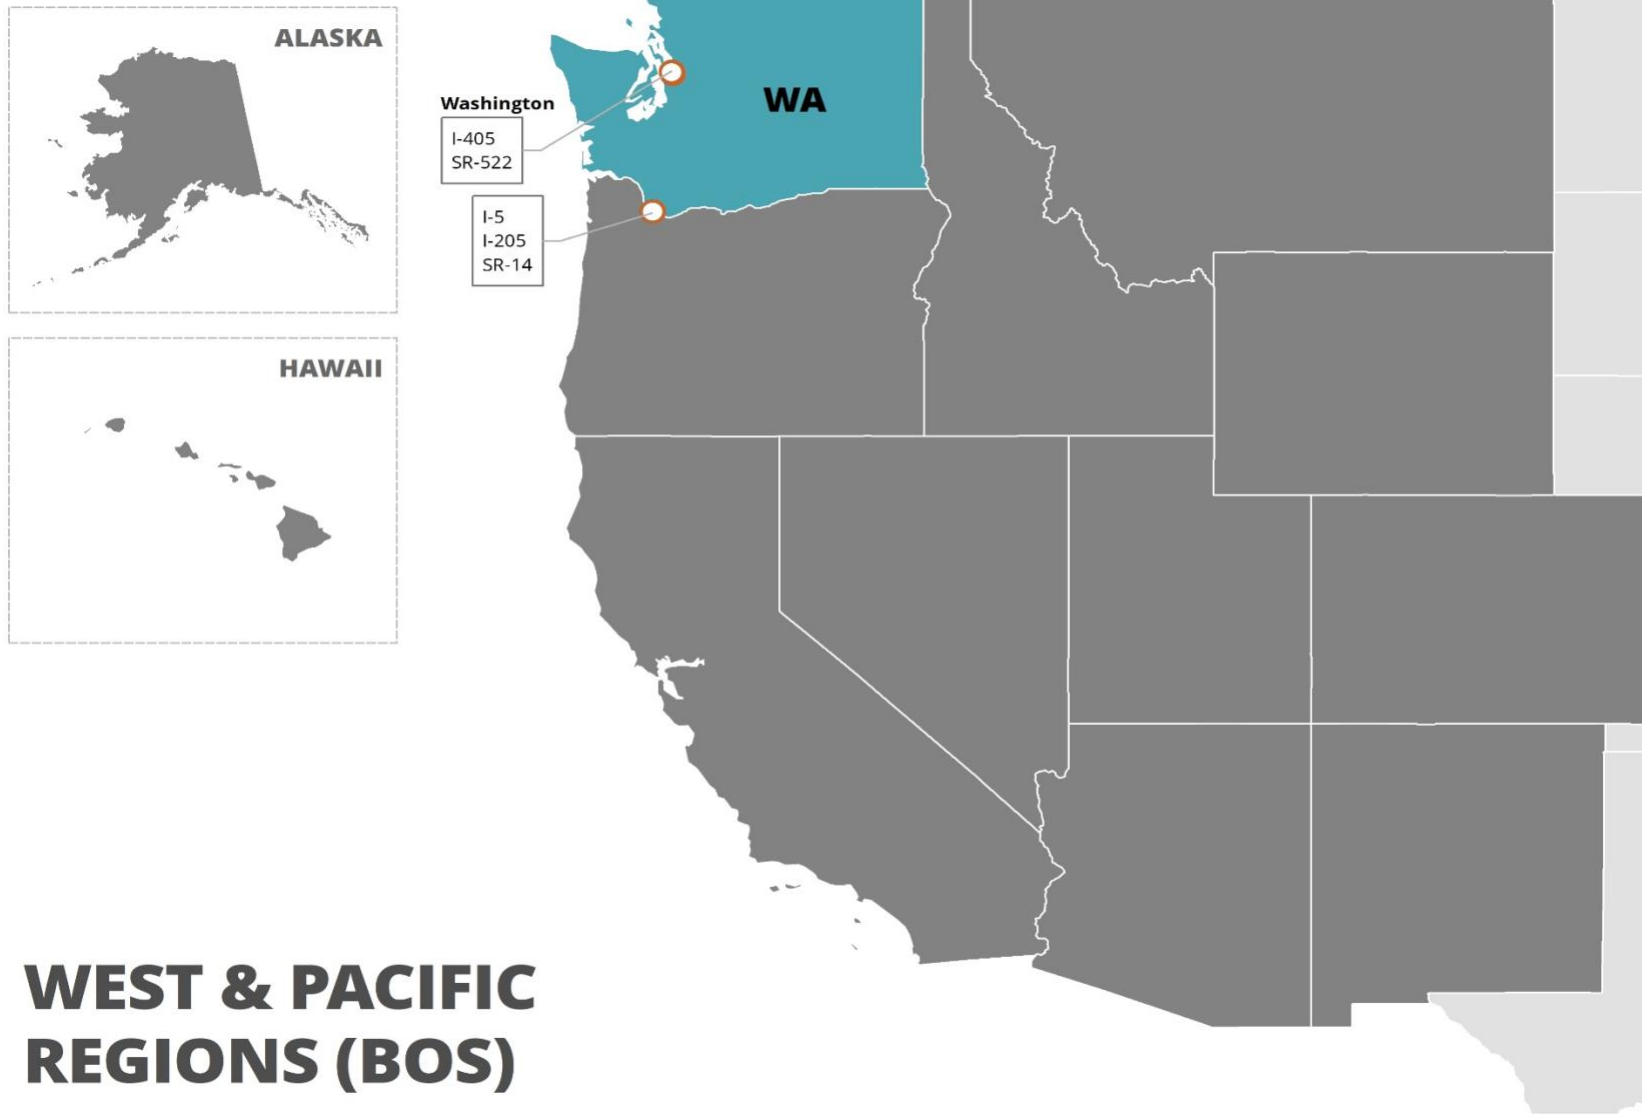 ALASKA
HAWAII
Washington
I-405
SR-522
I-5
I-205
SR-14
WA
WEST & PACIFIC
REGIONS (BOS)